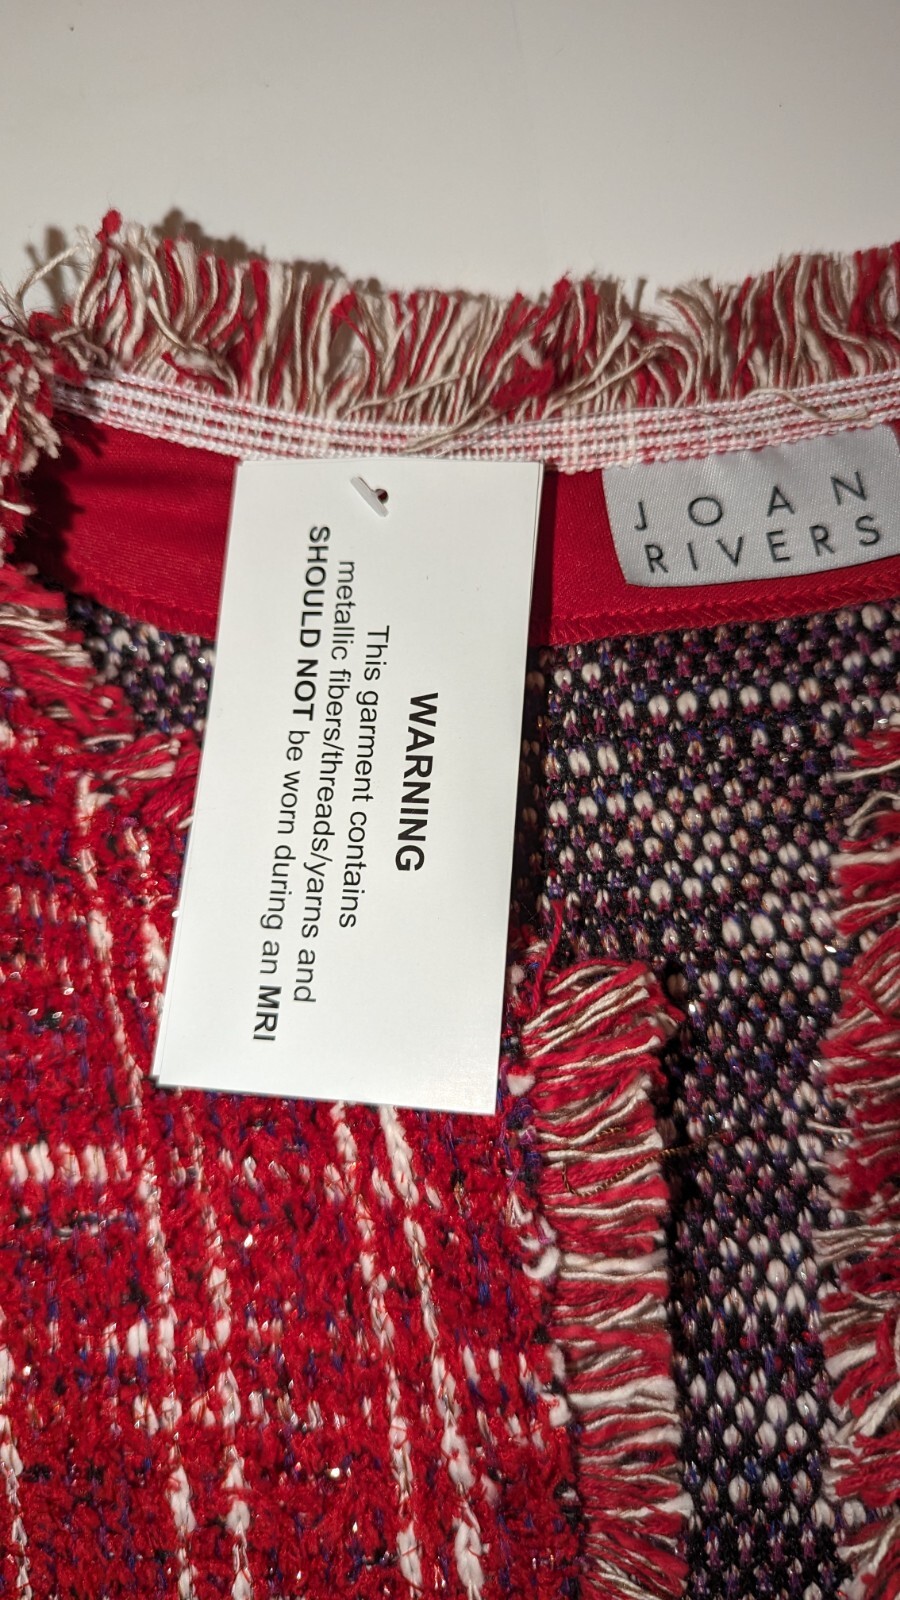 JOAN
RIVERS
WARNING
This garment contains
metallic fibers/threads/yarns and
SHOULD NOT be worn during an MRI